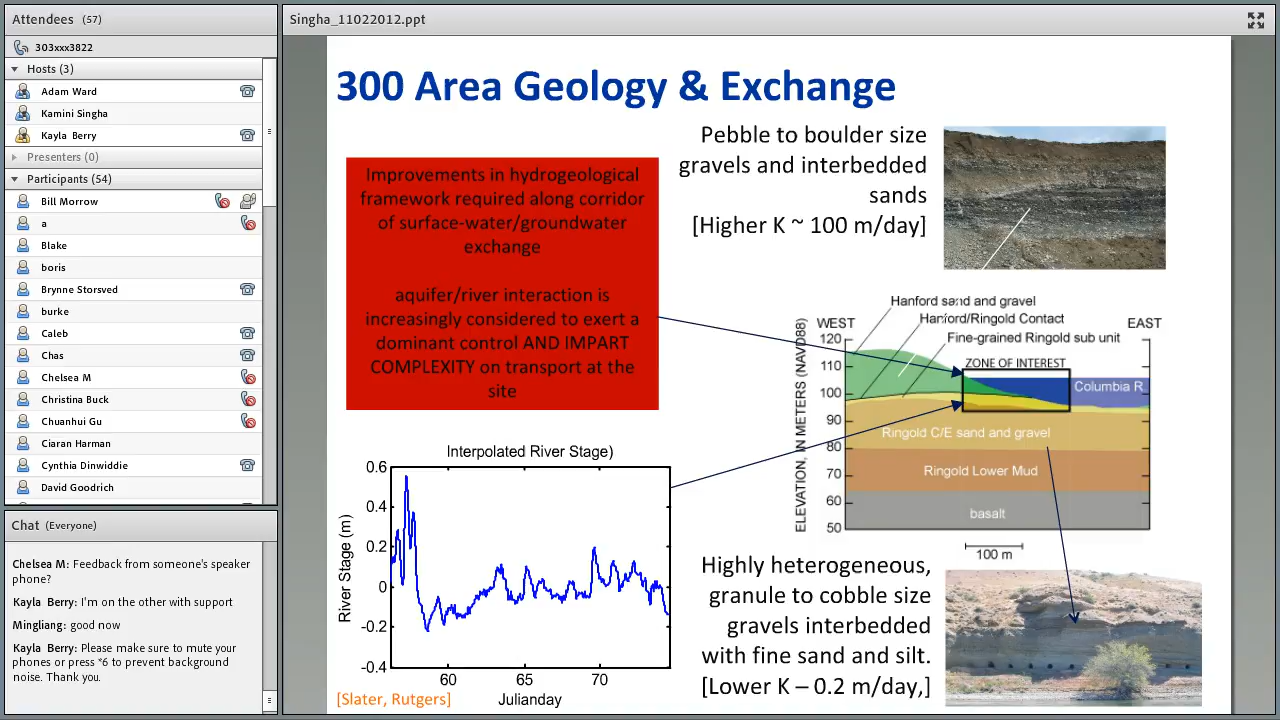 Attendees (57)
303xxx3822
Hosts (3)
Adam Ward
Kamini Singha
Kayla Berry
Presenters (0)
Participants (54)
Bill Morrow
a
Blake
boris
Brynne Storsved
burke
Caleb
Chas
Chelsea M
Christina Buck
Chuanhui Gu
Ciaran Harman
Cynthia Dinwiddie
David Goodrich
Chat (Everyone)
Chelsea M: Feedback from someone's speaker
phone?
Kayla Berry: I'm on the other with support
Mingliang: good now
Kayla Berry: Please make sure to mute your
phones or press *6 to prevent background
noise. Thank you.
Singha_11022012.ppt
300 Area Geology & Exchange
Improvements in hydrogeological
framework required along corridor
of surface-water/groundwater
exchange
aquifer/river interaction is
increasingly considered to exert a
dominant control AND IMPART
COMPLEXITY on transport at the
site
Pebble to boulder size
gravels and interbedded
sands
[Higher K ~ 100 m/day]
Hanford sand and gravel
Hanford/Ringold Contact
Fine-grained Ringold sub unit
WEST
EAST
ZONE OF INTEREST
Columbia R.
Ringold C/E sand and gravel
Ringold Lower Mud
basalt
ELEVATION, IN METERS (NAVD88)
120
110
100
90
80
70
60
50
100 m
Interpolated River Stage)
River Stage (m)
0.6
0.4
0.2
0
-0.2
-0.4
60
65
70
Julianday
[Slater, Rutgers]
Highly heterogeneous,
granule to cobble size
gravels interbedded
with fine sand and silt.
[Lower K – 0.2 m/day,]